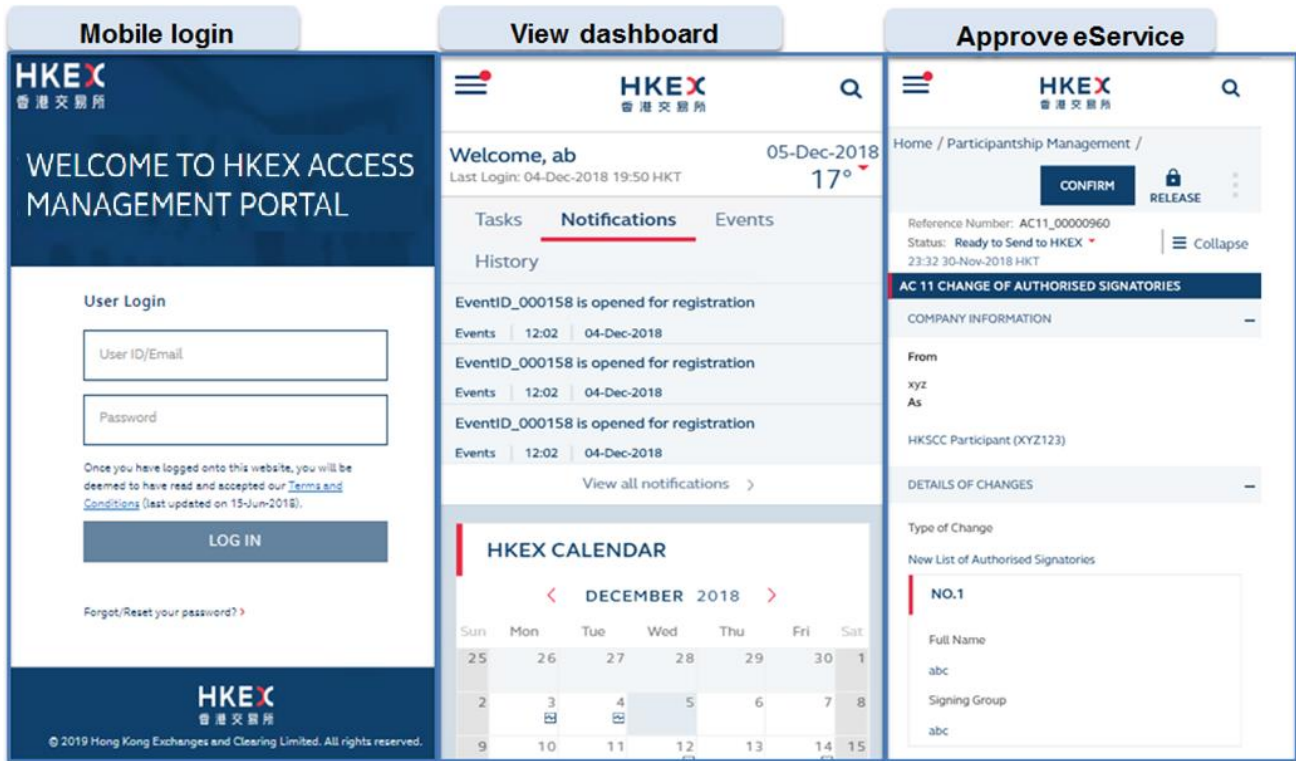 Mobile login
HKEX
香港交易所
WELCOME TO HKEX ACCESS
MANAGEMENT PORTAL
User Login
User ID/Email
Password
Once you have logged onto this website, you will be
deemed to have read and accepted our Terms and
Conditions (last updated on 15-Jun-2018).
LOG IN
Forgot/Reset your password? >
HKEX
香港交易所
© 2019 Hong Kong Exchanges and Clearing Limited. All rights reserved.
View dashboard
HKEX
香港交易所
Welcome, ab
05-Dec-2018
Last Login: 04-Dec-2018 19:50 HKT
17°
Tasks Notifications Events
History
EventID_000158 is opened for registration
Events | 12:02 | 04-Dec-2018
EventID_000158 is opened for registration
Events | 12:02 | 04-Dec-2018
EventID_000158 is opened for registration
Events | 12:02 | 04-Dec-2018
View all notifications >
HKEX CALENDAR
< DECEMBER 2018 >
Sun Mon Tue Wed Thu Fri Sat
25 26 27 28 29 30 1
2 3 4 5 6 7 8
9 10 11 12 13 14 15
Approve eService
HKEX
香港交易所
Home / Participantship Management /
CONFIRM
RELEASE
Reference Number: AC11_00000960
Status: Ready to Send to HKEX
Collapse
23:32 30-Nov-2018 HKT
AC 11 CHANGE OF AUTHORISED SIGNATORIES
COMPANY INFORMATION –
From
xyz
As
HKSCC Participant (XYZ123)
DETAILS OF CHANGES –
Type of Change
New List of Authorised Signatories
NO.1
Full Name
abc
Signing Group
abc